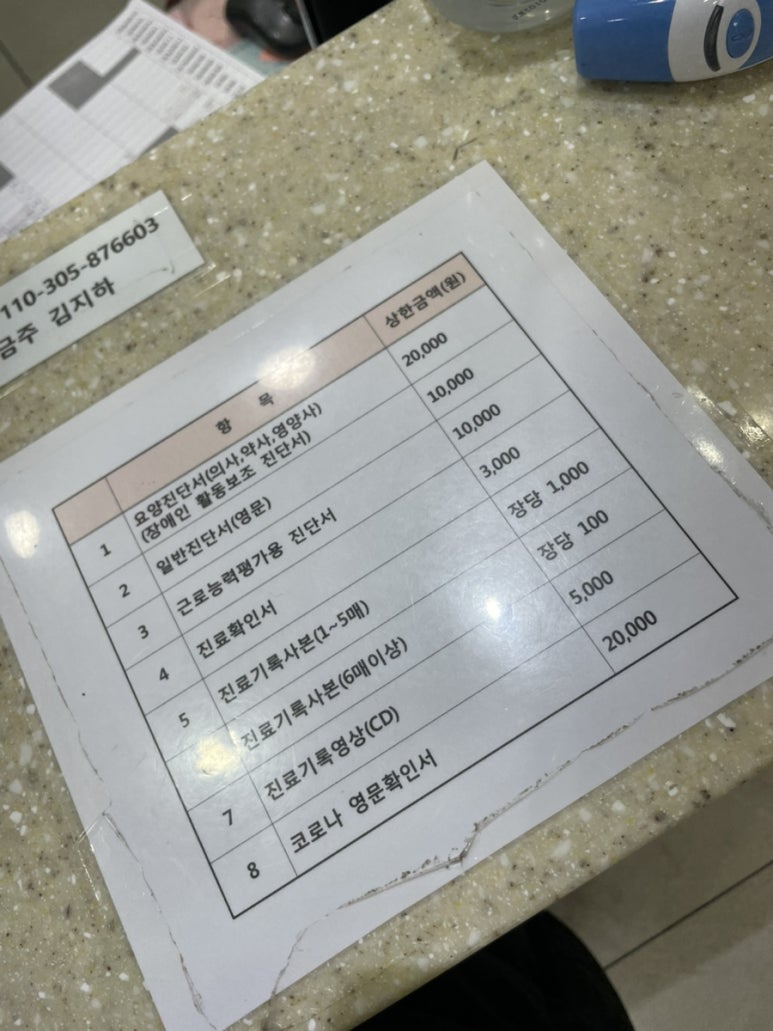 110-305-876603
금주 김지하
항 목 상한금액(원)
1 요양진단서(의사,약사,영양사)
(장애인 활동보조 진단서) 20,000
2 일반진단서(영문) 10,000
3 근로능력평가용 진단서 10,000
4 진료확인서 3,000
5 진료기록사본(1~5매) 장당 1,000
진료기록사본(6매이상) 장당 100
7 진료기록영상(CD) 5,000
8 코로나 영문확인서 20,000